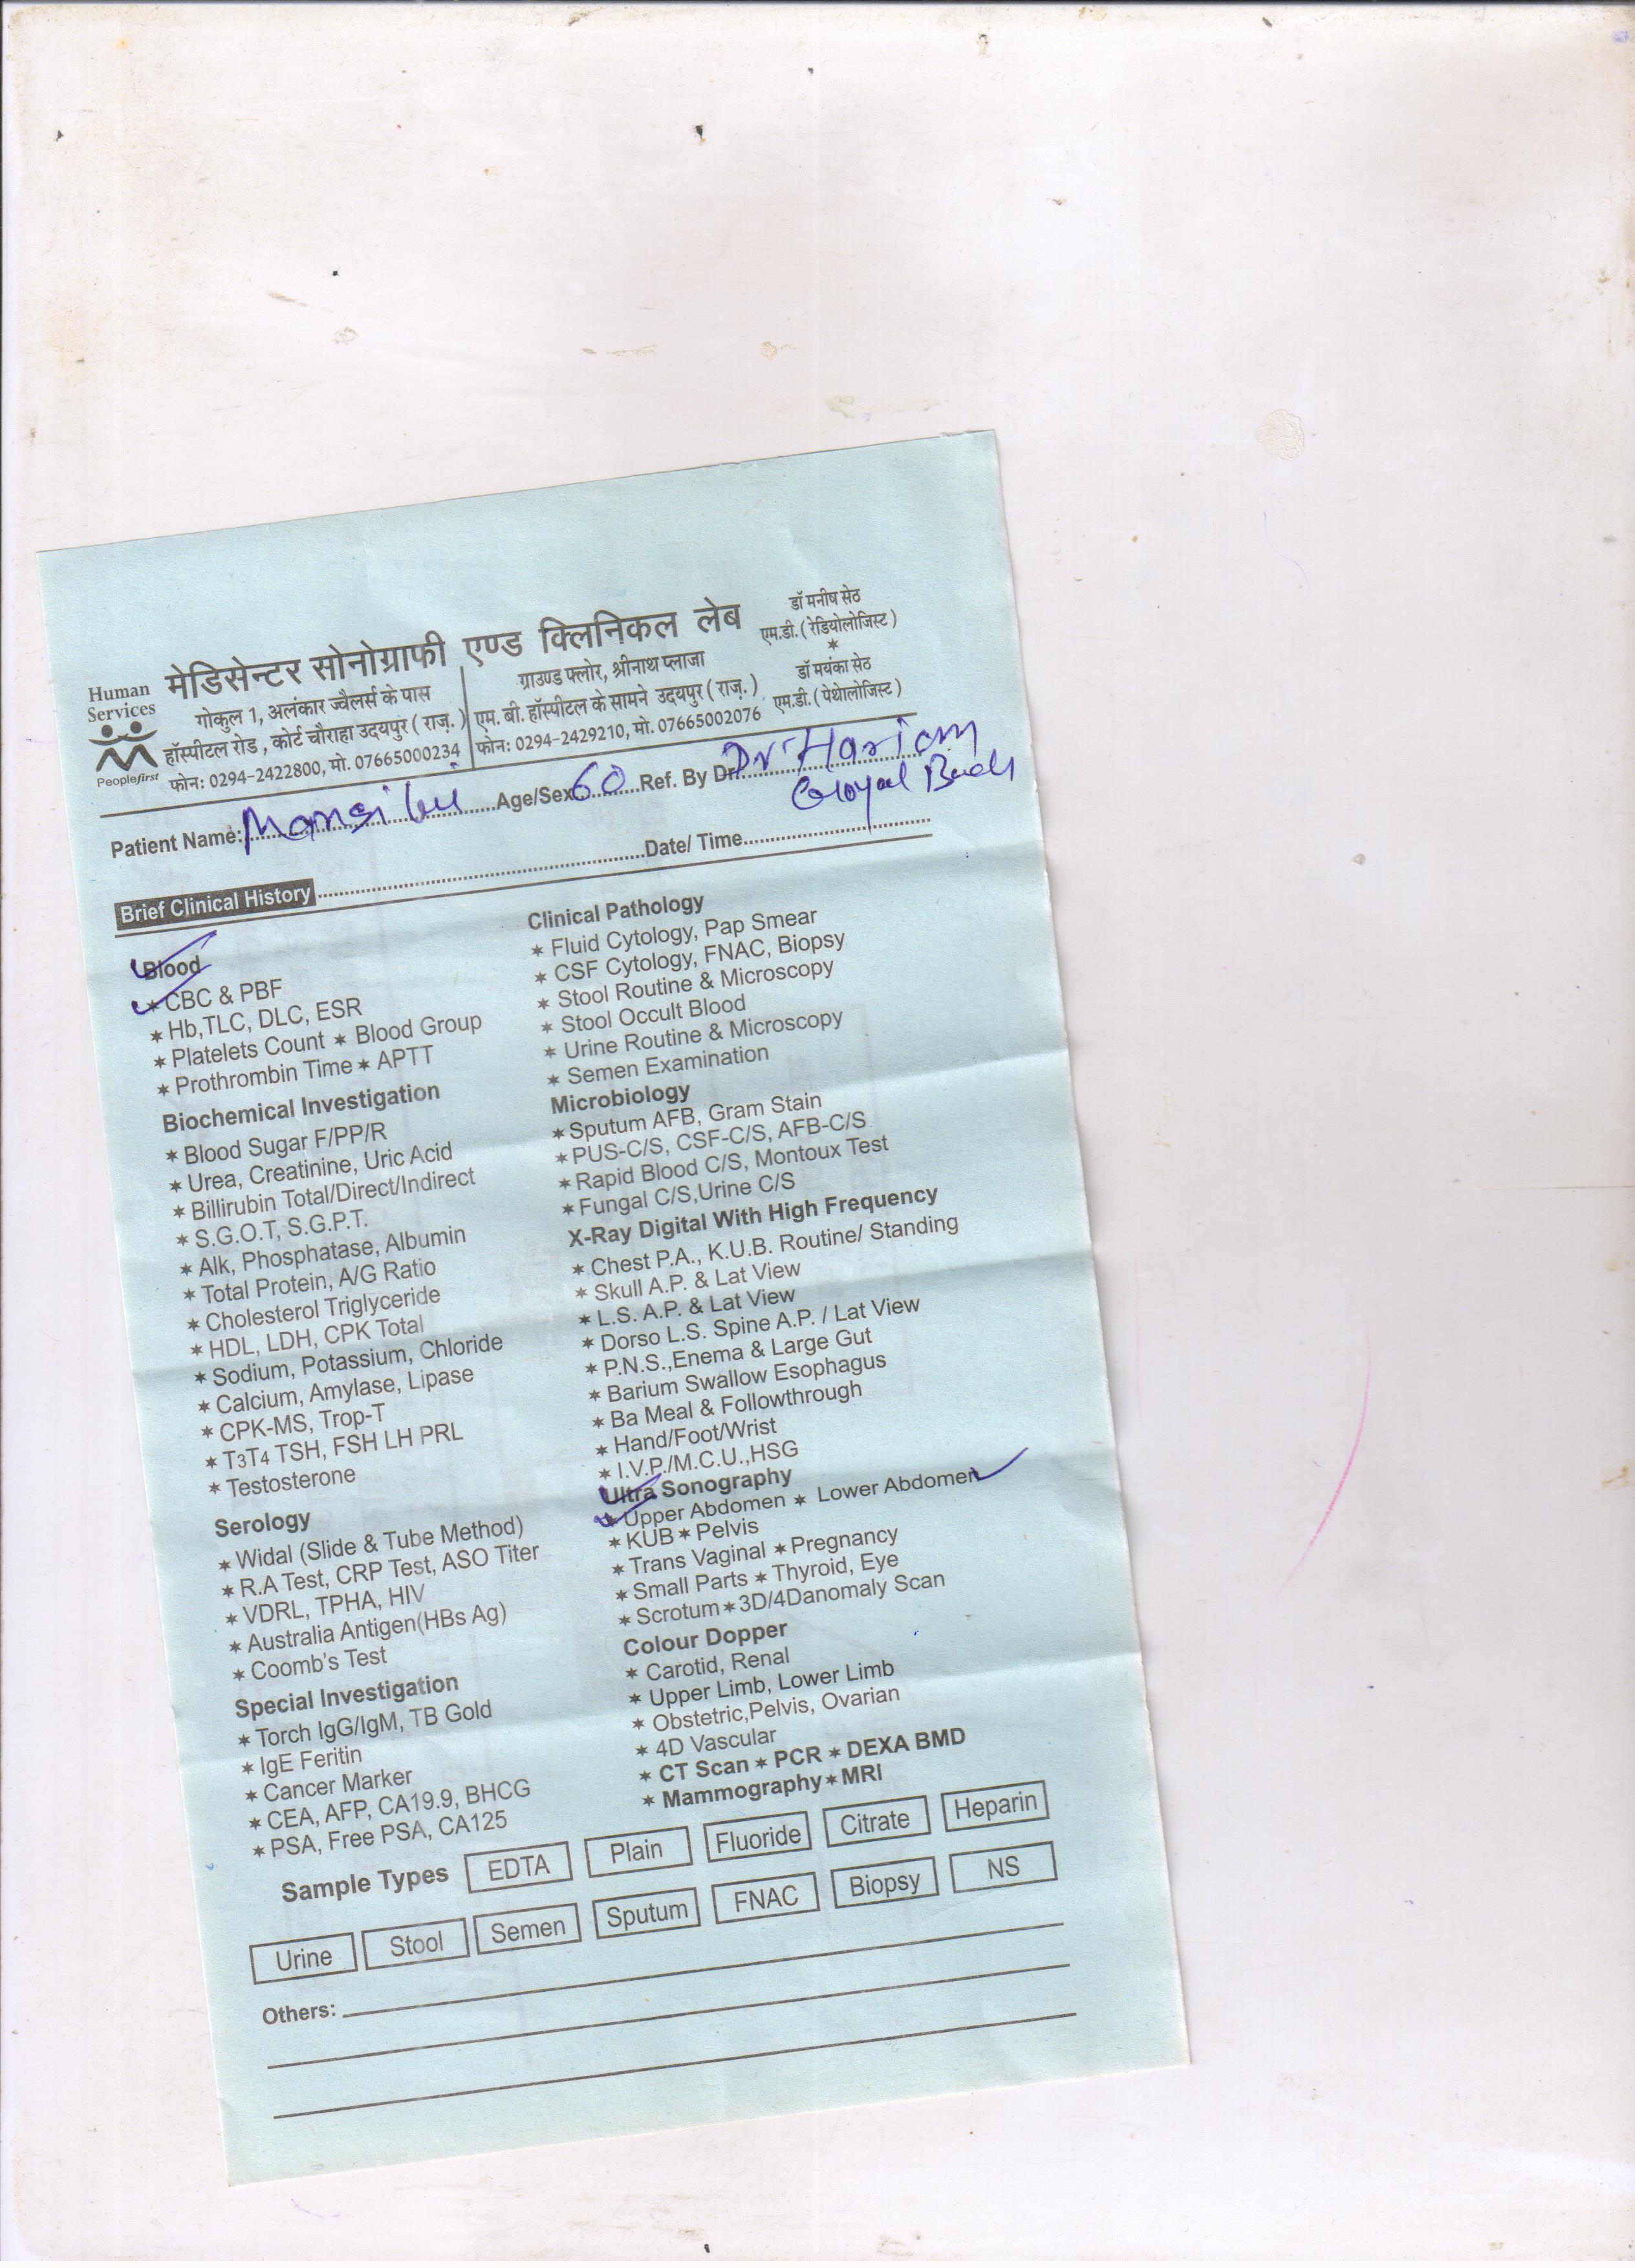 मेडिसेन्टर सोनोग्राफी एण्ड क्लिनिकल लेब
Human Services
Peoplefirst
गोकुल 1, अलंकार ज्वैलर्स के पास
हॉस्पीटल रोड , कोर्ट चौराहा उदयपुर ( राज़. )
फोन: 0294-2422800, मो. 07665000234
ग्राउण्ड फ्लोर, श्रीनाथ प्लाजा
एम. बी. हॉस्पीटल के सामने उदयपुर ( राज़. )
फोन: 0294-2429210, मो. 07665002076
डॉ मनीष सेठ
एम.डी. ( रेडियोलोजिस्ट )
डॉ मयंका सेठ
एम.डी. ( पेथोलोजिस्ट )
Patient Name: Age/Sex 60 Ref. By Dr. Dr Hariom
Goyal
Date/ Time
Brief Clinical History
Blood
* CBC & PBF
* Hb,TLC, DLC, ESR
* Platelets Count * Blood Group
* Prothrombin Time * APTT
Biochemical Investigation
* Blood Sugar F/PP/R
* Urea, Creatinine, Uric Acid
* Billirubin Total/Direct/Indirect
* S.G.O.T, S.G.P.T.
* Alk, Phosphatase, Albumin
* Total Protein, A/G Ratio
* Cholesterol Triglyceride
* HDL, LDH, CPK Total
* Sodium, Potassium, Chloride
* Calcium, Amylase, Lipase
* CPK-MS, Trop-T
* T3T4 TSH, FSH LH PRL
* Testosterone
Serology
* Widal (Slide & Tube Method)
* R.A Test, CRP Test, ASO Titer
* VDRL, TPHA, HIV
* Australia Antigen(HBs Ag)
* Coomb's Test
Special Investigation
* Torch IgG/IgM, TB Gold
* IgE Feritin
* Cancer Marker
* CEA, AFP, CA19.9, BHCG
* PSA, Free PSA, CA125
Clinical Pathology
* Fluid Cytology, Pap Smear
* CSF Cytology, FNAC, Biopsy
* Stool Routine & Microscopy
* Stool Occult Blood
* Urine Routine & Microscopy
* Semen Examination
Microbiology
* Sputum AFB, Gram Stain
* PUS-C/S, CSF-C/S, AFB-C/S
* Rapid Blood C/S, Montoux Test
* Fungal C/S,Urine C/S
X-Ray Digital With High Frequency
* Chest P.A., K.U.B. Routine/ Standing
* Skull A.P. & Lat View
* L.S. A.P. & Lat View
* Dorso L.S. Spine A.P. / Lat View
* P.N.S.,Enema & Large Gut
* Barium Swallow Esophagus
* Ba Meal & Followthrough
* Hand/Foot/Wrist
* I.V.P./M.C.U.,HSG
Ultra Sonography
* Upper Abdomen * Lower Abdomen
* KUB * Pelvis
* Trans Vaginal * Pregnancy
* Small Parts * Thyroid, Eye
* Scrotum * 3D/4Danomaly Scan
Colour Dopper
* Carotid, Renal
* Upper Limb, Lower Limb
* Obstetric,Pelvis, Ovarian
* 4D Vascular
* CT Scan * PCR * DEXA BMD
* Mammography * MRI
Sample Types EDTA Plain Fluoride Citrate Heparin
Urine Stool Semen Sputum FNAC Biopsy NS
Others: